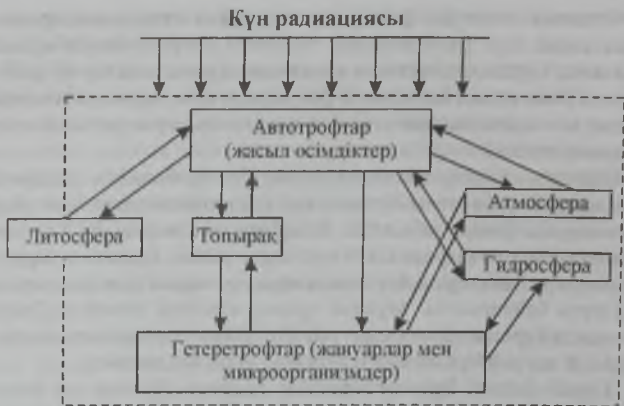 Күн радиациясы
Автотрофтар
(жасыл өсімдіктер)
Атмосфера
Литосфера
Топырақ
Гидросфера
Гетеретрофтар (жануарлар мен
микроорганизмдер)